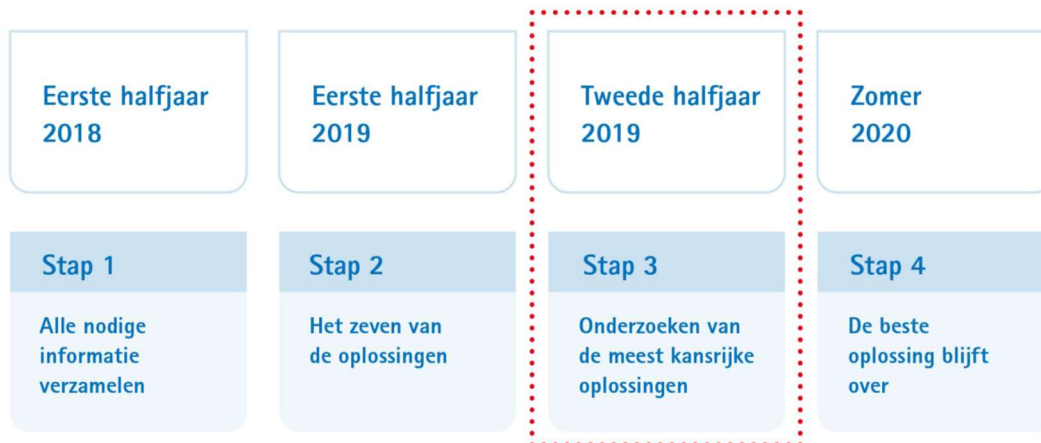 Eerste halfjaar
2018
Eerste halfjaar
2019
Tweede halfjaar
2019
Zomer
2020
Stap 1
Alle nodige
informatie
verzamelen
Stap 2
Het zeven van
de oplossingen
Stap 3
Onderzoeken van
de meest kansrijke
oplossingen
Stap 4
De beste
oplossing blijft
over